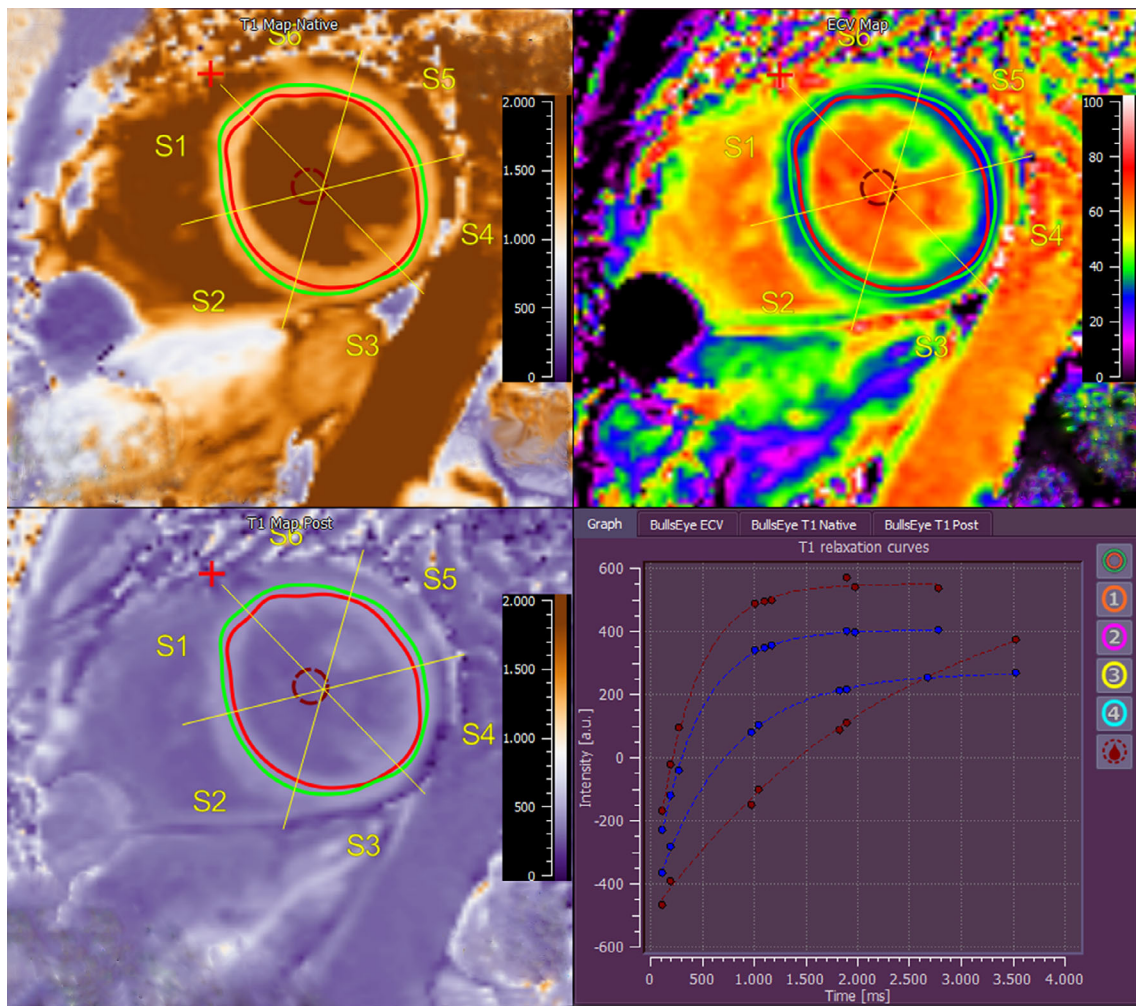 T1 Map Native
S6
S5
S1
S4
S2
S3
2.000
1.500
1.000
500
0
ECV Map
S6
S5
S1
S4
S2
S3
100
80
60
40
20
0
T1 Map Post
S6
S5
S1
S4
S2
S3
2.000
1.500
1.000
500
0
Graph BullsEye ECV BullsEye T1 Native BullsEye T1 Post
T1 relaxation curves
600
400
200
0
-200
-400
-600
Intensity [a.u.]
0 500 1.000 1.500 2.000 2.500 3.000 3.500 4.000
Time [ms]
1
2
3
4